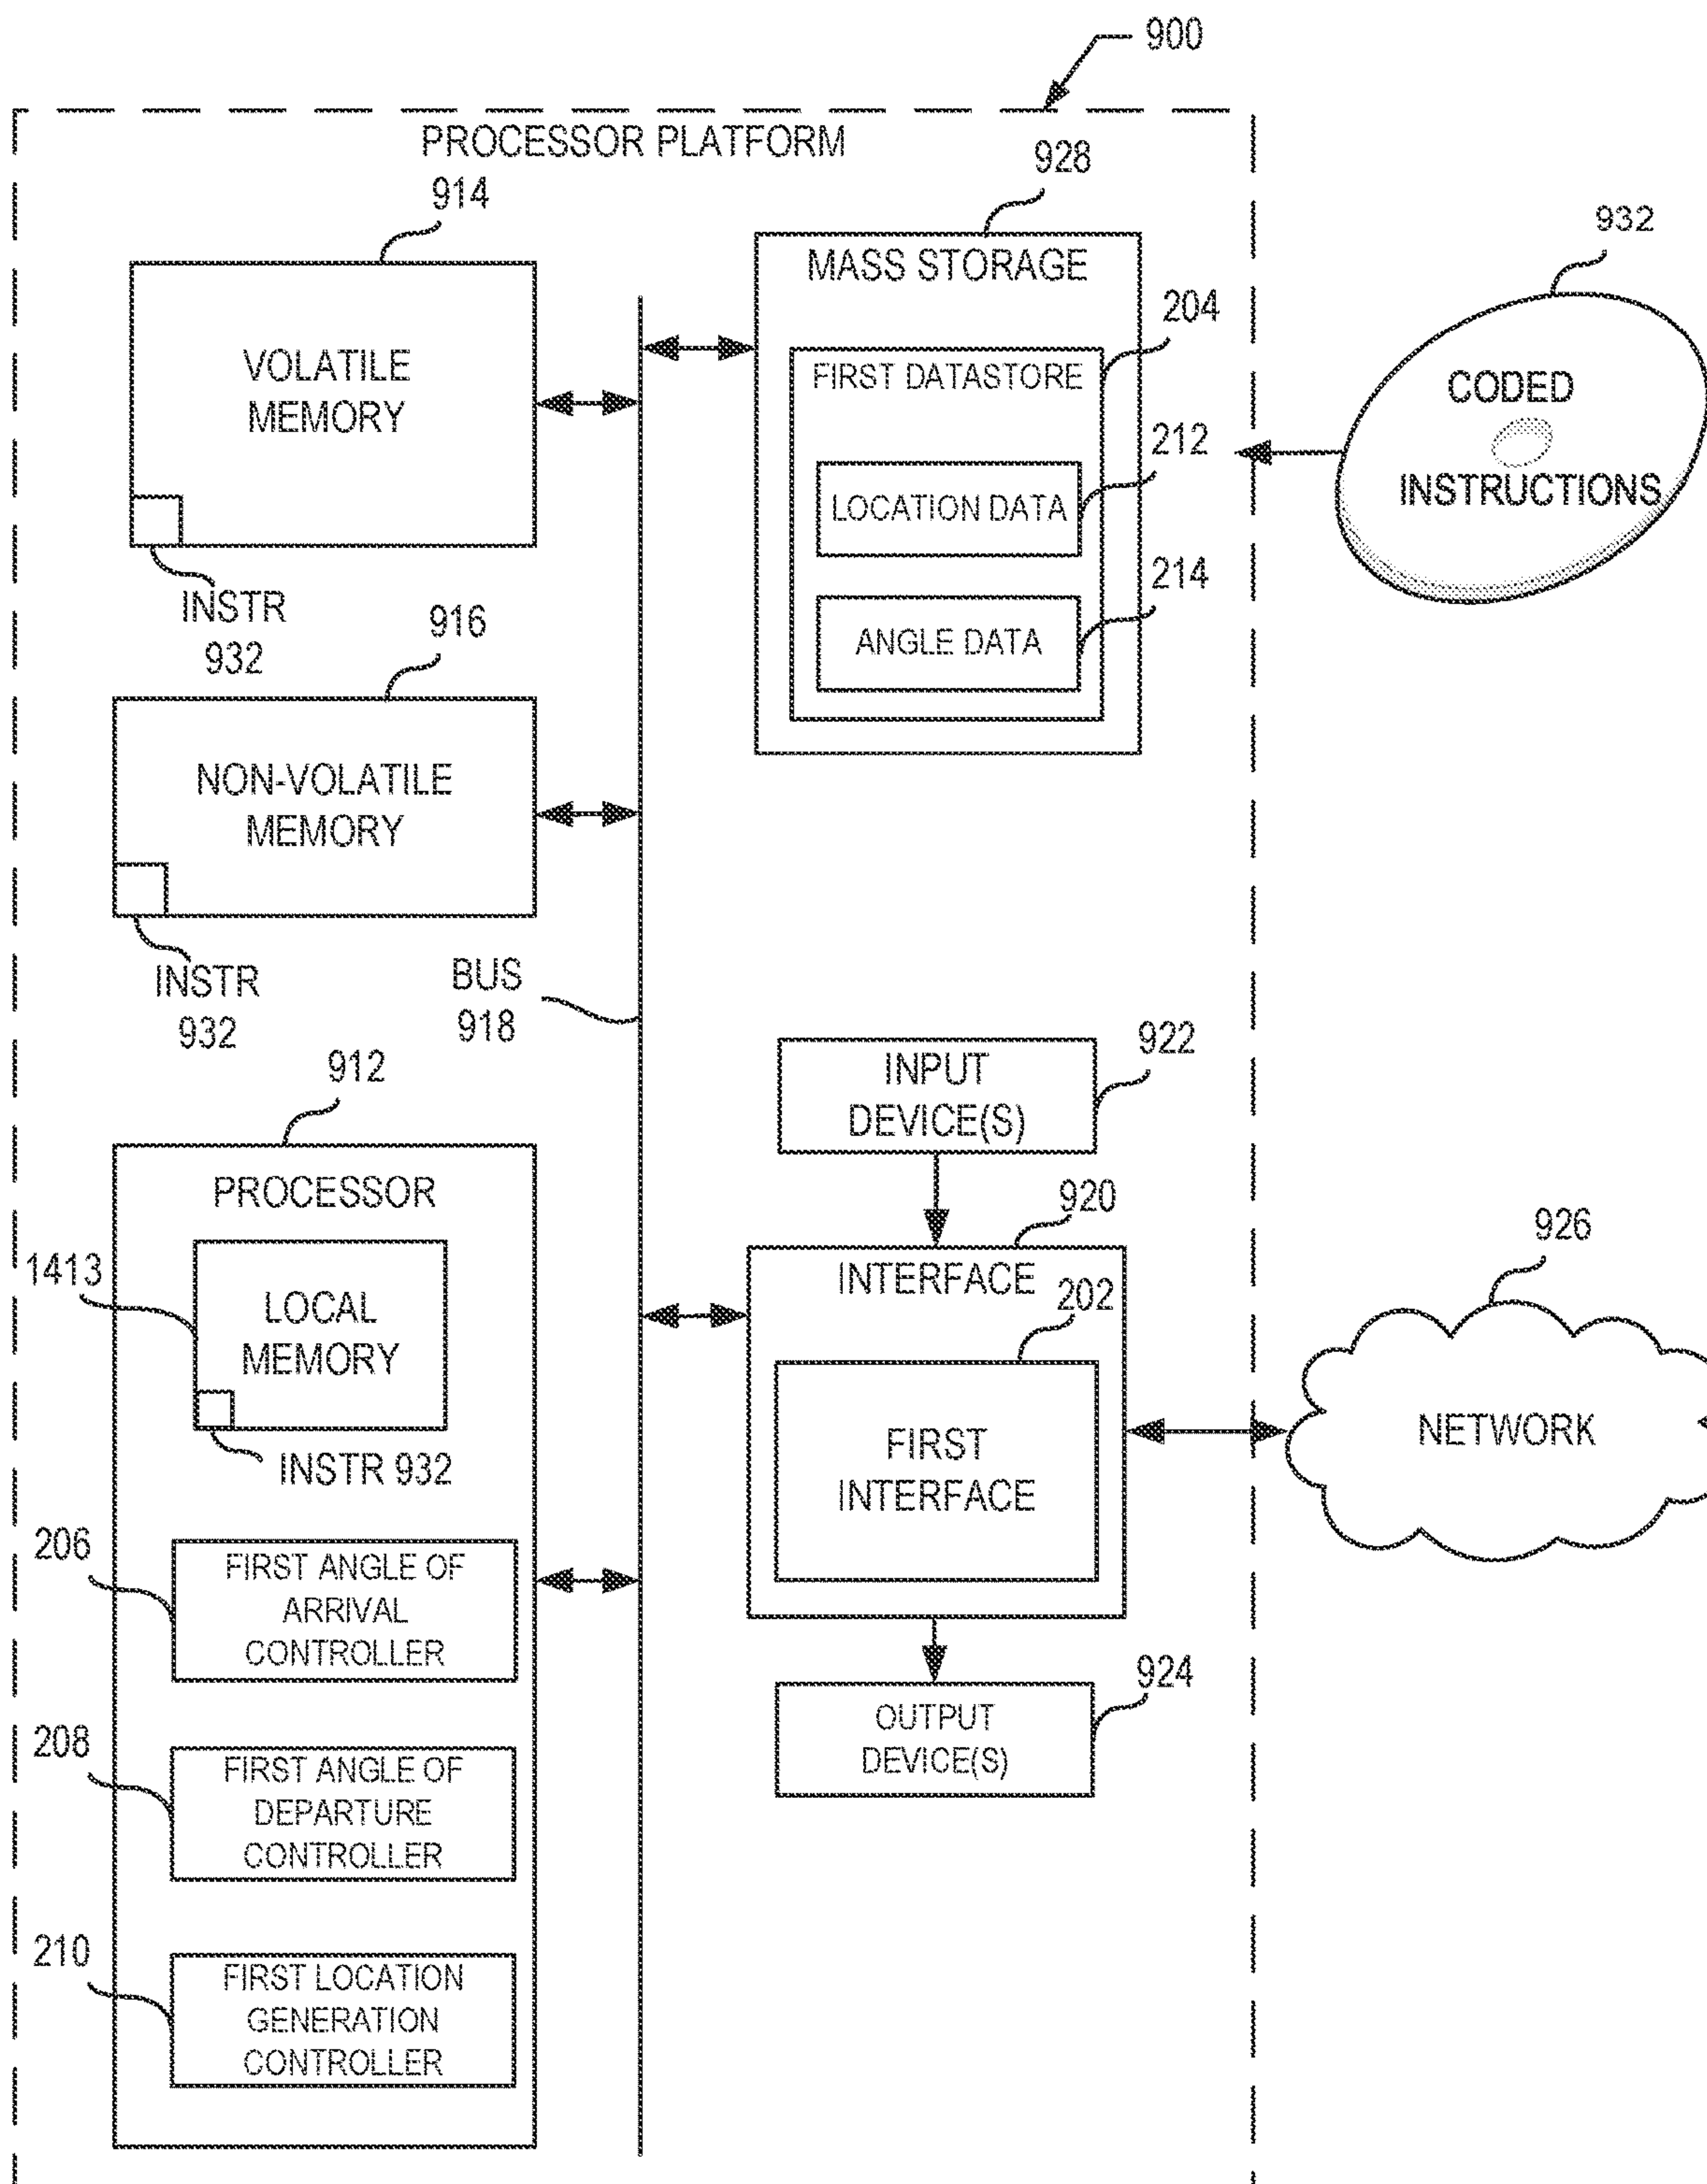 900
PROCESSOR PLATFORM
914
928
932
VOLATILE
MEMORY
MASS STORAGE
204
FIRST DATASTORE
212
LOCATION DATA
214
ANGLE DATA
CODED
INSTRUCTIONS
INSTR
932
916
NON-VOLATILE
MEMORY
INSTR
932
BUS
918
912
PROCESSOR
1413
LOCAL
MEMORY
INSTR 932
206
FIRST ANGLE OF
ARRIVAL
CONTROLLER
208
FIRST ANGLE OF
DEPARTURE
CONTROLLER
210
FIRST LOCATION
GENERATION
CONTROLLER
922
INPUT
DEVICE(S)
920
INTERFACE
202
FIRST
INTERFACE
924
OUTPUT
DEVICE(S)
926
NETWORK